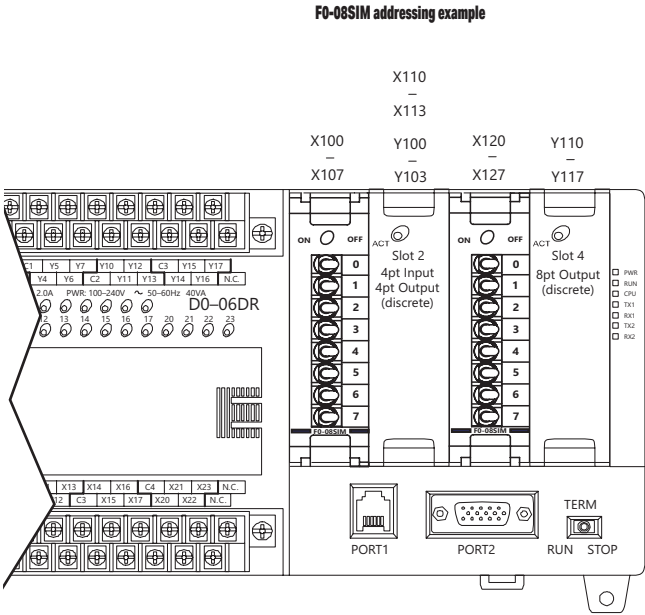 F0-08SIM addressing example
X110
–
X113
X100
–
X107
Y100
–
Y103
X120
–
X127
Y110
–
Y117
ON OFF
ACT
Slot 2
4pt Input
4pt Output
(discrete)
ON OFF
ACT
Slot 4
8pt Output
(discrete)
0
1
2
3
4
5
6
7
F0-08SIM
0
1
2
3
4
5
6
7
F0-08SIM
PWR
RUN
CPU
TX1
RX1
TX2
RX2
Y5 Y7 Y10 Y12 C3 Y15 Y17
Y4 Y6 C2 Y11 Y13 Y14 Y16 N.C.
2.0A PWR: 100–240V ~ 50–60Hz 40VA
D0–06DR
13 14 15 16 17 20 21 22 23
X13 X14 X16 C4 X21 X23 N.C.
C3 X15 X17 X20 X22 N.C.
PORT1
PORT2
TERM
RUN STOP